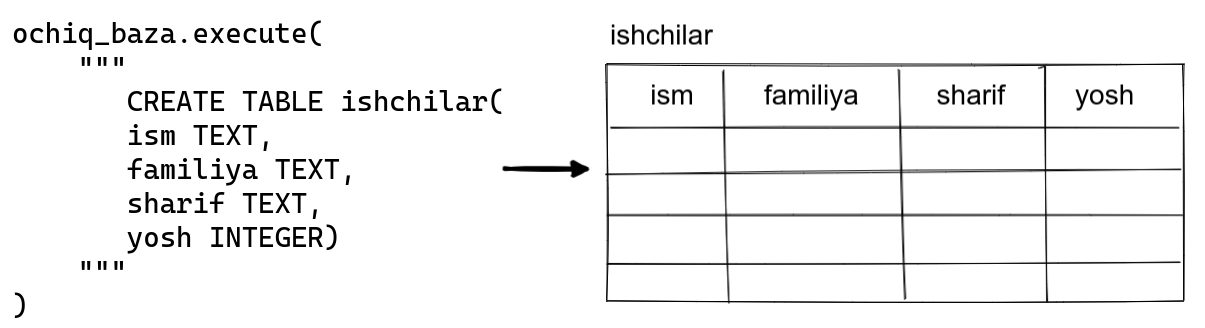 ochiq_baza.execute(
"""
CREATE TABLE ishchilar(
ism TEXT,
familiya TEXT,
sharif TEXT,
yosh INTEGER)
"""
)
ishchilar
ism familiya sharif yosh